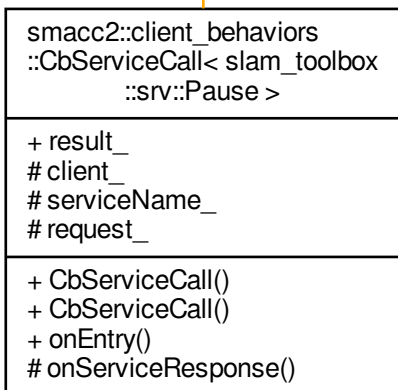 smacc2::client_behaviors
::CbServiceCall< slam_toolbox
::srv::Pause >
+ result_
# client_
# serviceName_
# request_
+ CbServiceCall()
+ CbServiceCall()
+ onEntry()
# onServiceResponse()